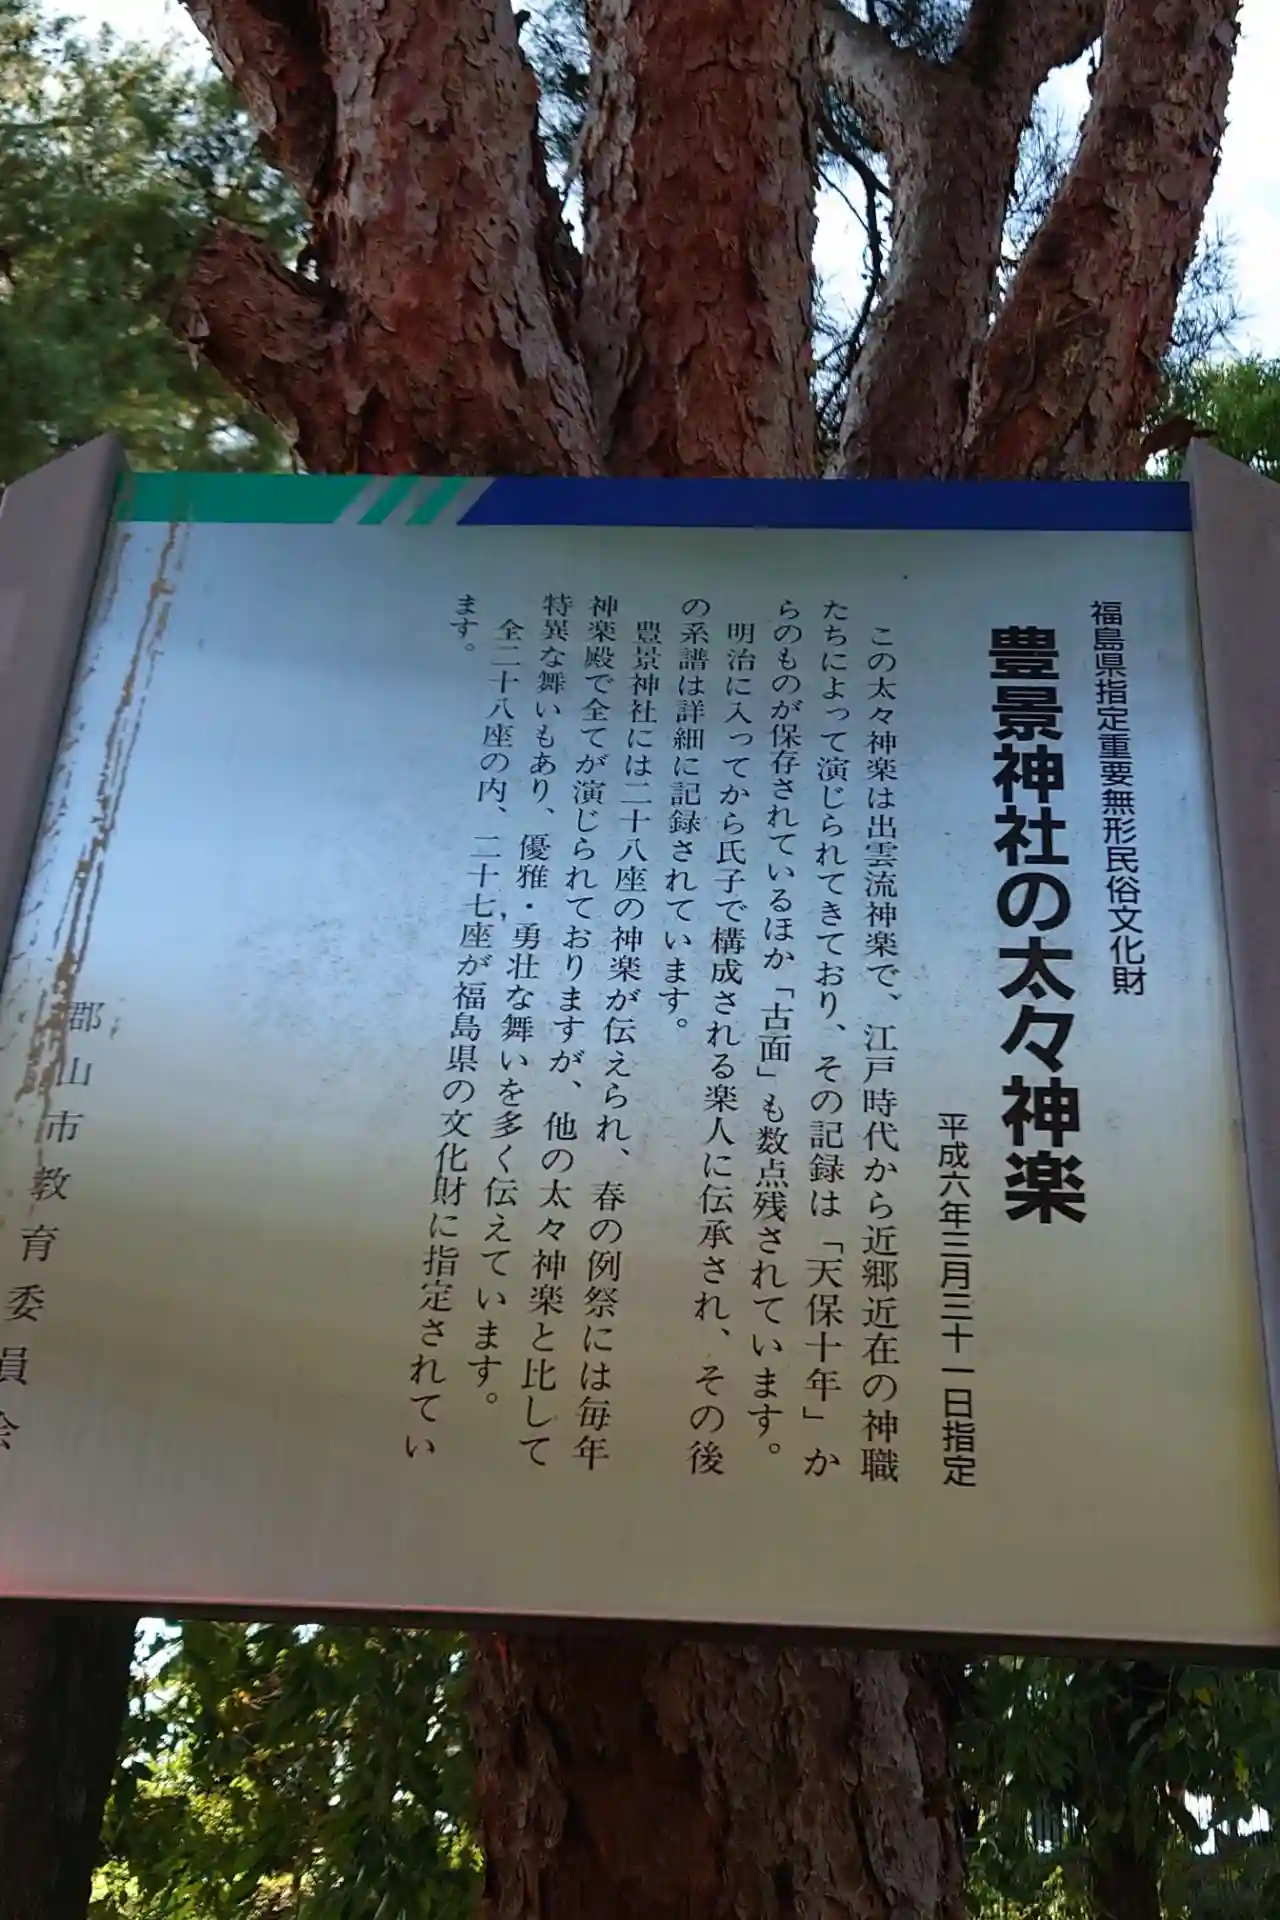 福島県指定重要無形民俗文化財
豊景神社の太々神楽
平成六年三月三十一日指定
この太々神楽は出雲流神楽で、江戸時代から近郷近在の神職
たちによって演じられてきており、その記録は「天保十年」か
らのものが保存されているほか「古面」も数点残されています。
明治に入ってから氏子で構成される楽人に伝承され、その後
の系譜は詳細に記録されています。
豊景神社には二十八座の神楽が伝えられ、春の例祭には毎年
神楽殿で全てが演じられておりますが、他の太々神楽と比して
特異な舞いもあり、優雅・勇壮な舞いを多く伝えています。
全二十八座の内、二十七座が福島県の文化財に指定されてい
ます。
郡山市教育委員会